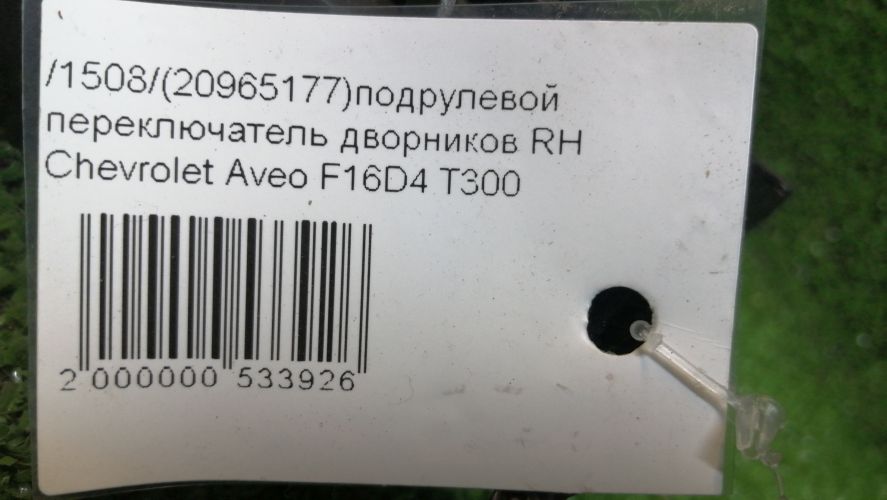 /1508/(20965177)подрулевой
переключатель дворников RH
Chevrolet Aveo F16D4 T300
2 000000 533926